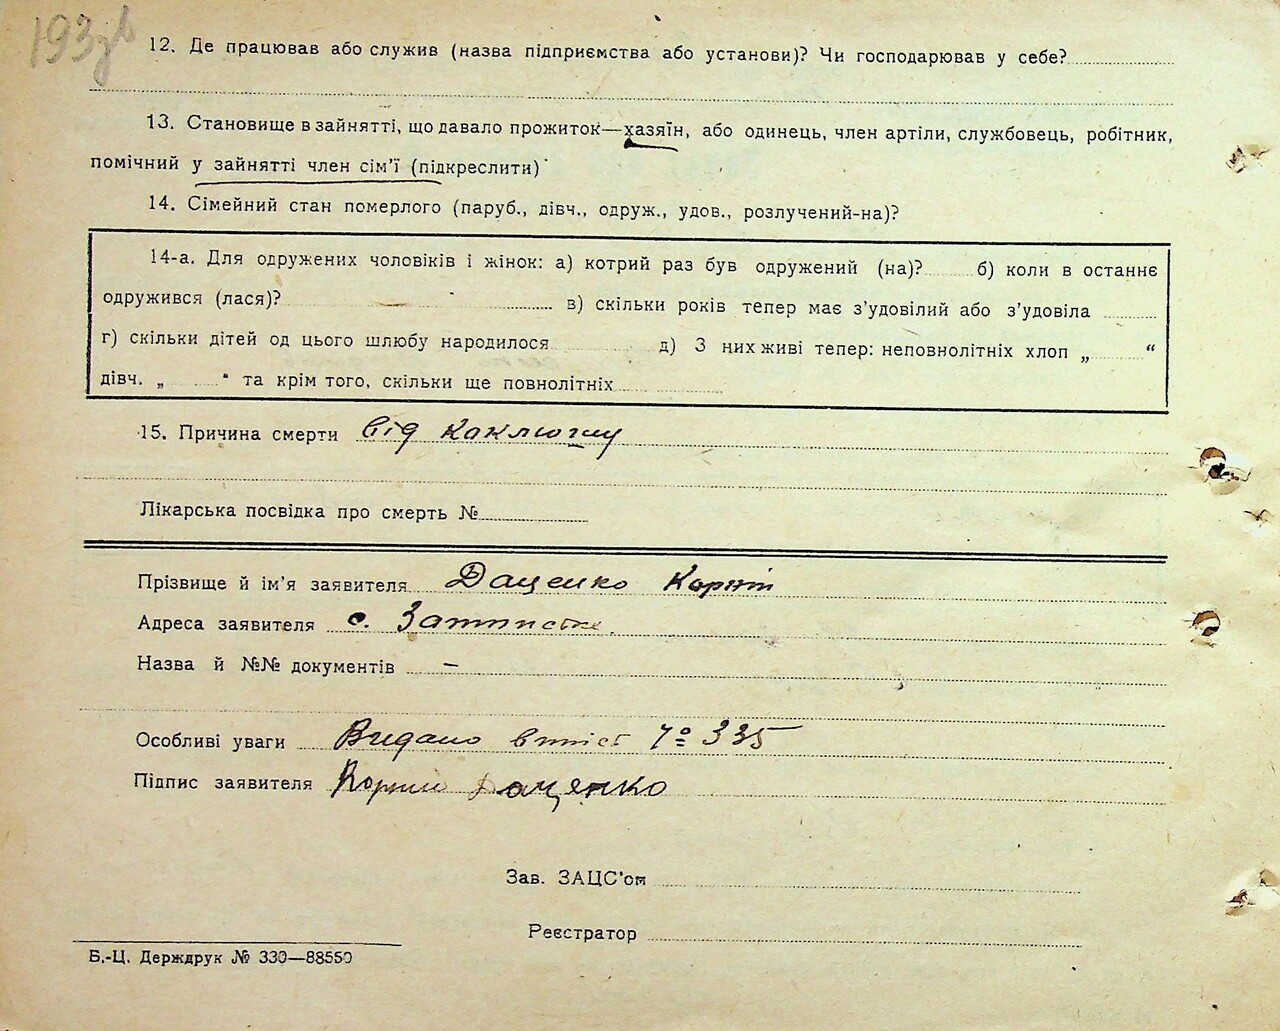 193зв
12. Де працював або служив (назва підприємства або установи)? Чи господарював у себе?
13. Становище в зайнятті, що давало прожиток—хазяїн, або одинець, член артіли, службовець, робітник,
помічний у зайнятті член сім'ї (підкреслити)
14. Сімейний стан померлого (паруб., дівч., одруж., удов., розлучений-на)?
14-а. Для одружених чоловіків і жінок: а) котрий раз був одружений (на)? б) коли в останнє
одружився (лася)? в) скільки років тепер має з'удовілий або з'удовіла
г) скільки дітей од цього шлюбу народилося д) З них живі тепер: неповнолітніх хлоп „ “
дівч. „ “ та крім того, скільки ще повнолітніх
15. Причина смерти від каклюшу
Лікарська посвідка про смерть №
Прізвище й ім'я заявителя Даценко Корній
Адреса заявителя с. Затишне
Назва й №№ документів —
Особливі уваги Видано витяг № 335
Підпис заявителя Корній Даценко
Зав. ЗАЦС'ом
Реєстратор
Б.-Ц. Держдрук № 330—88550